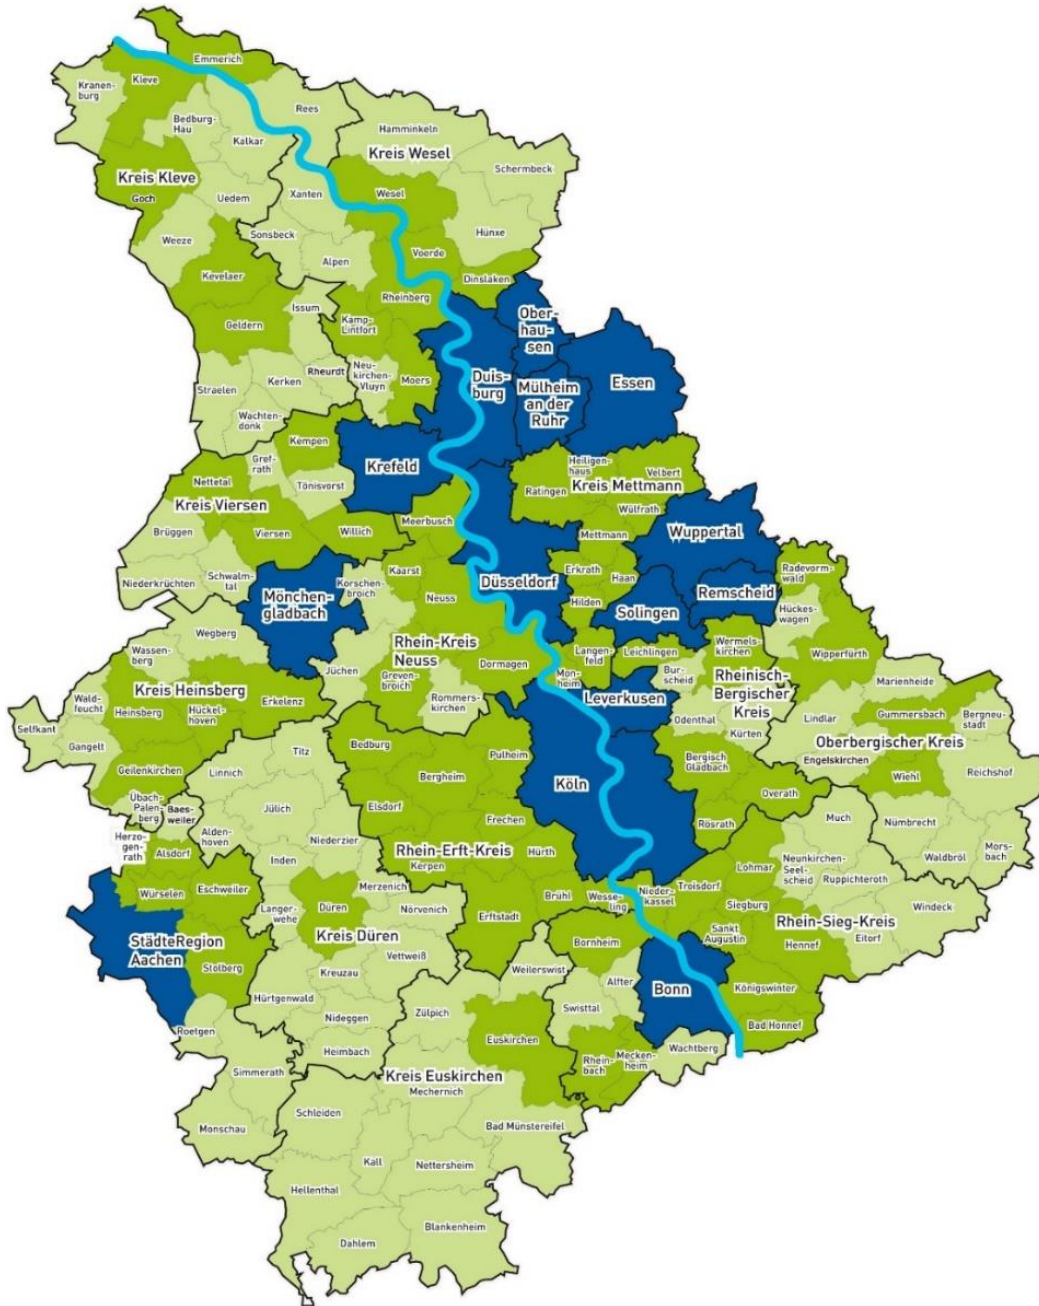 Emmerich
Kleve
Kranen-
burg
Rees
Bedburg-
Hau
Hamminkeln
Kalkar
Kreis Wesel
Schermbeck
Kreis Kleve
Wesel
Xanten
Goch
Uedem
Hünxe
Sonsbeck
Weeze
Voerde
Alpen
Kevelaer
Dinslaken
Rheinberg
Issum
Ober-
hau-
sen
Kamp-
Lintfort
Geldern
Neu-
kirchen-
Vluyn
Rheurdt
Moers
Duis-
burg
Mülheim
an der
Ruhr
Essen
Kerken
Straelen
Wachten-
donk
Kempen
Gref-
rath
Krefeld
Heiligen-
haus
Velbert
Nettetal
Tönisvorst
Ratingen
Kreis Mettmann
Kreis Viersen
Wülfrath
Meerbusch
Willich
Brüggen
Viersen
Mettmann
Wuppertal
Kaarst
Erkrath
Radevorm-
wald
Schwalm-
tal
Niederkrüchten
Korschen-
broich
Düsseldorf
Haan
Mönchen-
gladbach
Neuss
Remscheid
Hilden
Solingen
Hückes-
wagen
Wegberg
Rhein-Kreis
Neuss
Wermels-
kirchen
Langen-
feld
Leichlingen
Wassen-
berg
Dormagen
Wipperfürth
Jüchen
Mon-
heim
Bur-
scheid
Rheinisch-
Bergischer
Kreis
Greven-
broich
Marienheide
Kreis Heinsberg
Leverkusen
Wald-
feucht
Rommers-
kirchen
Erkelenz
Heinsberg
Hückel-
hoven
Gummersbach
Bergneu-
stadt
Odenthal
Lindlar
Selfkant
Kürten
Oberbergischer Kreis
Gangelt
Titz
Bedburg
Pulheim
Bergisch
Gladbach
Engelskirchen
Geilenkirchen
Linnich
Reichshof
Bergheim
Wiehl
Köln
Übach-
Palen-
berg
Baes-
weiler
Jülich
Elsdorf
Overath
Much
Frechen
Rösrath
Nümbrecht
Herzo-
gen-
rath
Alden-
hoven
Niederzier
Mors-
bach
Alsdorf
Rhein-Erft-Kreis
Hürth
Inden
Neunkirchen-
Seel-
scheid
Waldbröl
Kerpen
Lohmar
Ruppichteroth
Würselen
Eschweiler
Merzenich
Nieder-
kassel
Troisdorf
Brühl
Wesse-
ling
Siegburg
Langer-
wehe
Düren
Nörvenich
Erftstadt
Windeck
Rhein-Sieg-Kreis
Sankt
Augustin
Kreis Düren
Eitorf
StädteRegion
Aachen
Bornheim
Hennef
Stolberg
Vettweiß
Kreuzau
Weilerswist
Alfter
Bonn
Königswinter
Hürtgenwald
Zülpich
Swisttal
Nideggen
Bad Honnef
Roetgen
Euskirchen
Wachtberg
Heimbach
Rhein-
bach
Mecken-
heim
Simmerath
Kreis Euskirchen
Mechernich
Schleiden
Bad Münstereifel
Monschau
Kall
Nettersheim
Hellenthal
Blankenheim
Dahlem